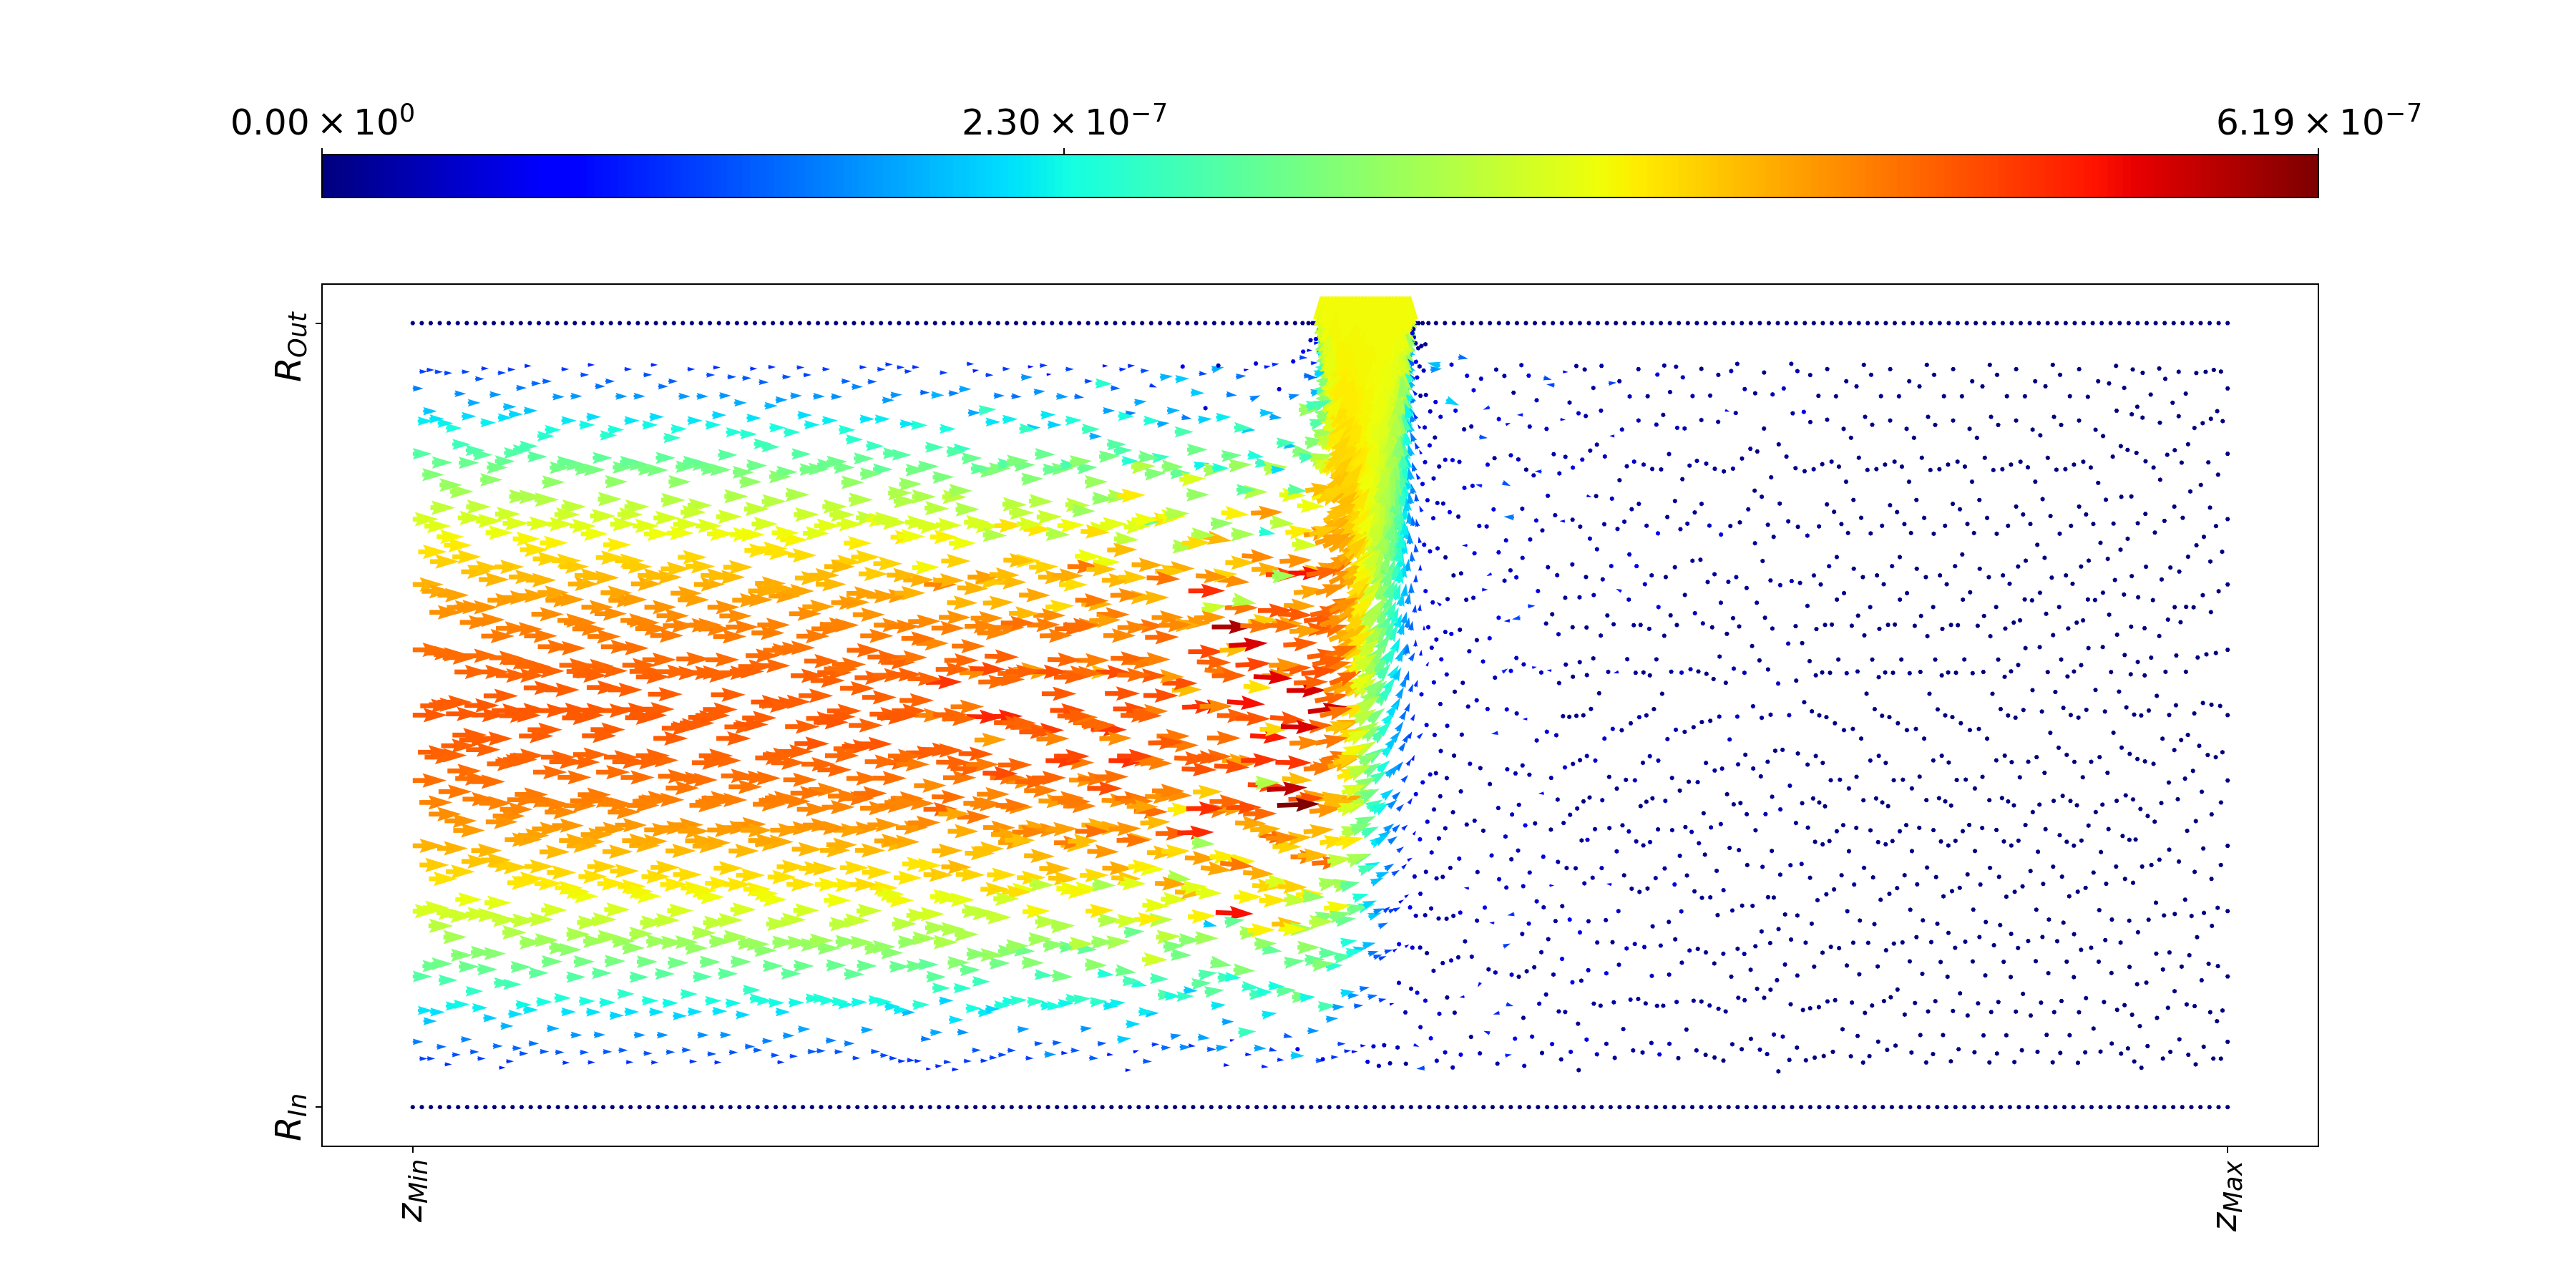 0.00 × 10⁰ 2.30 × 10⁻⁷ 6.19 × 10⁻⁷
R_Out
R_In
z_Min z_Max